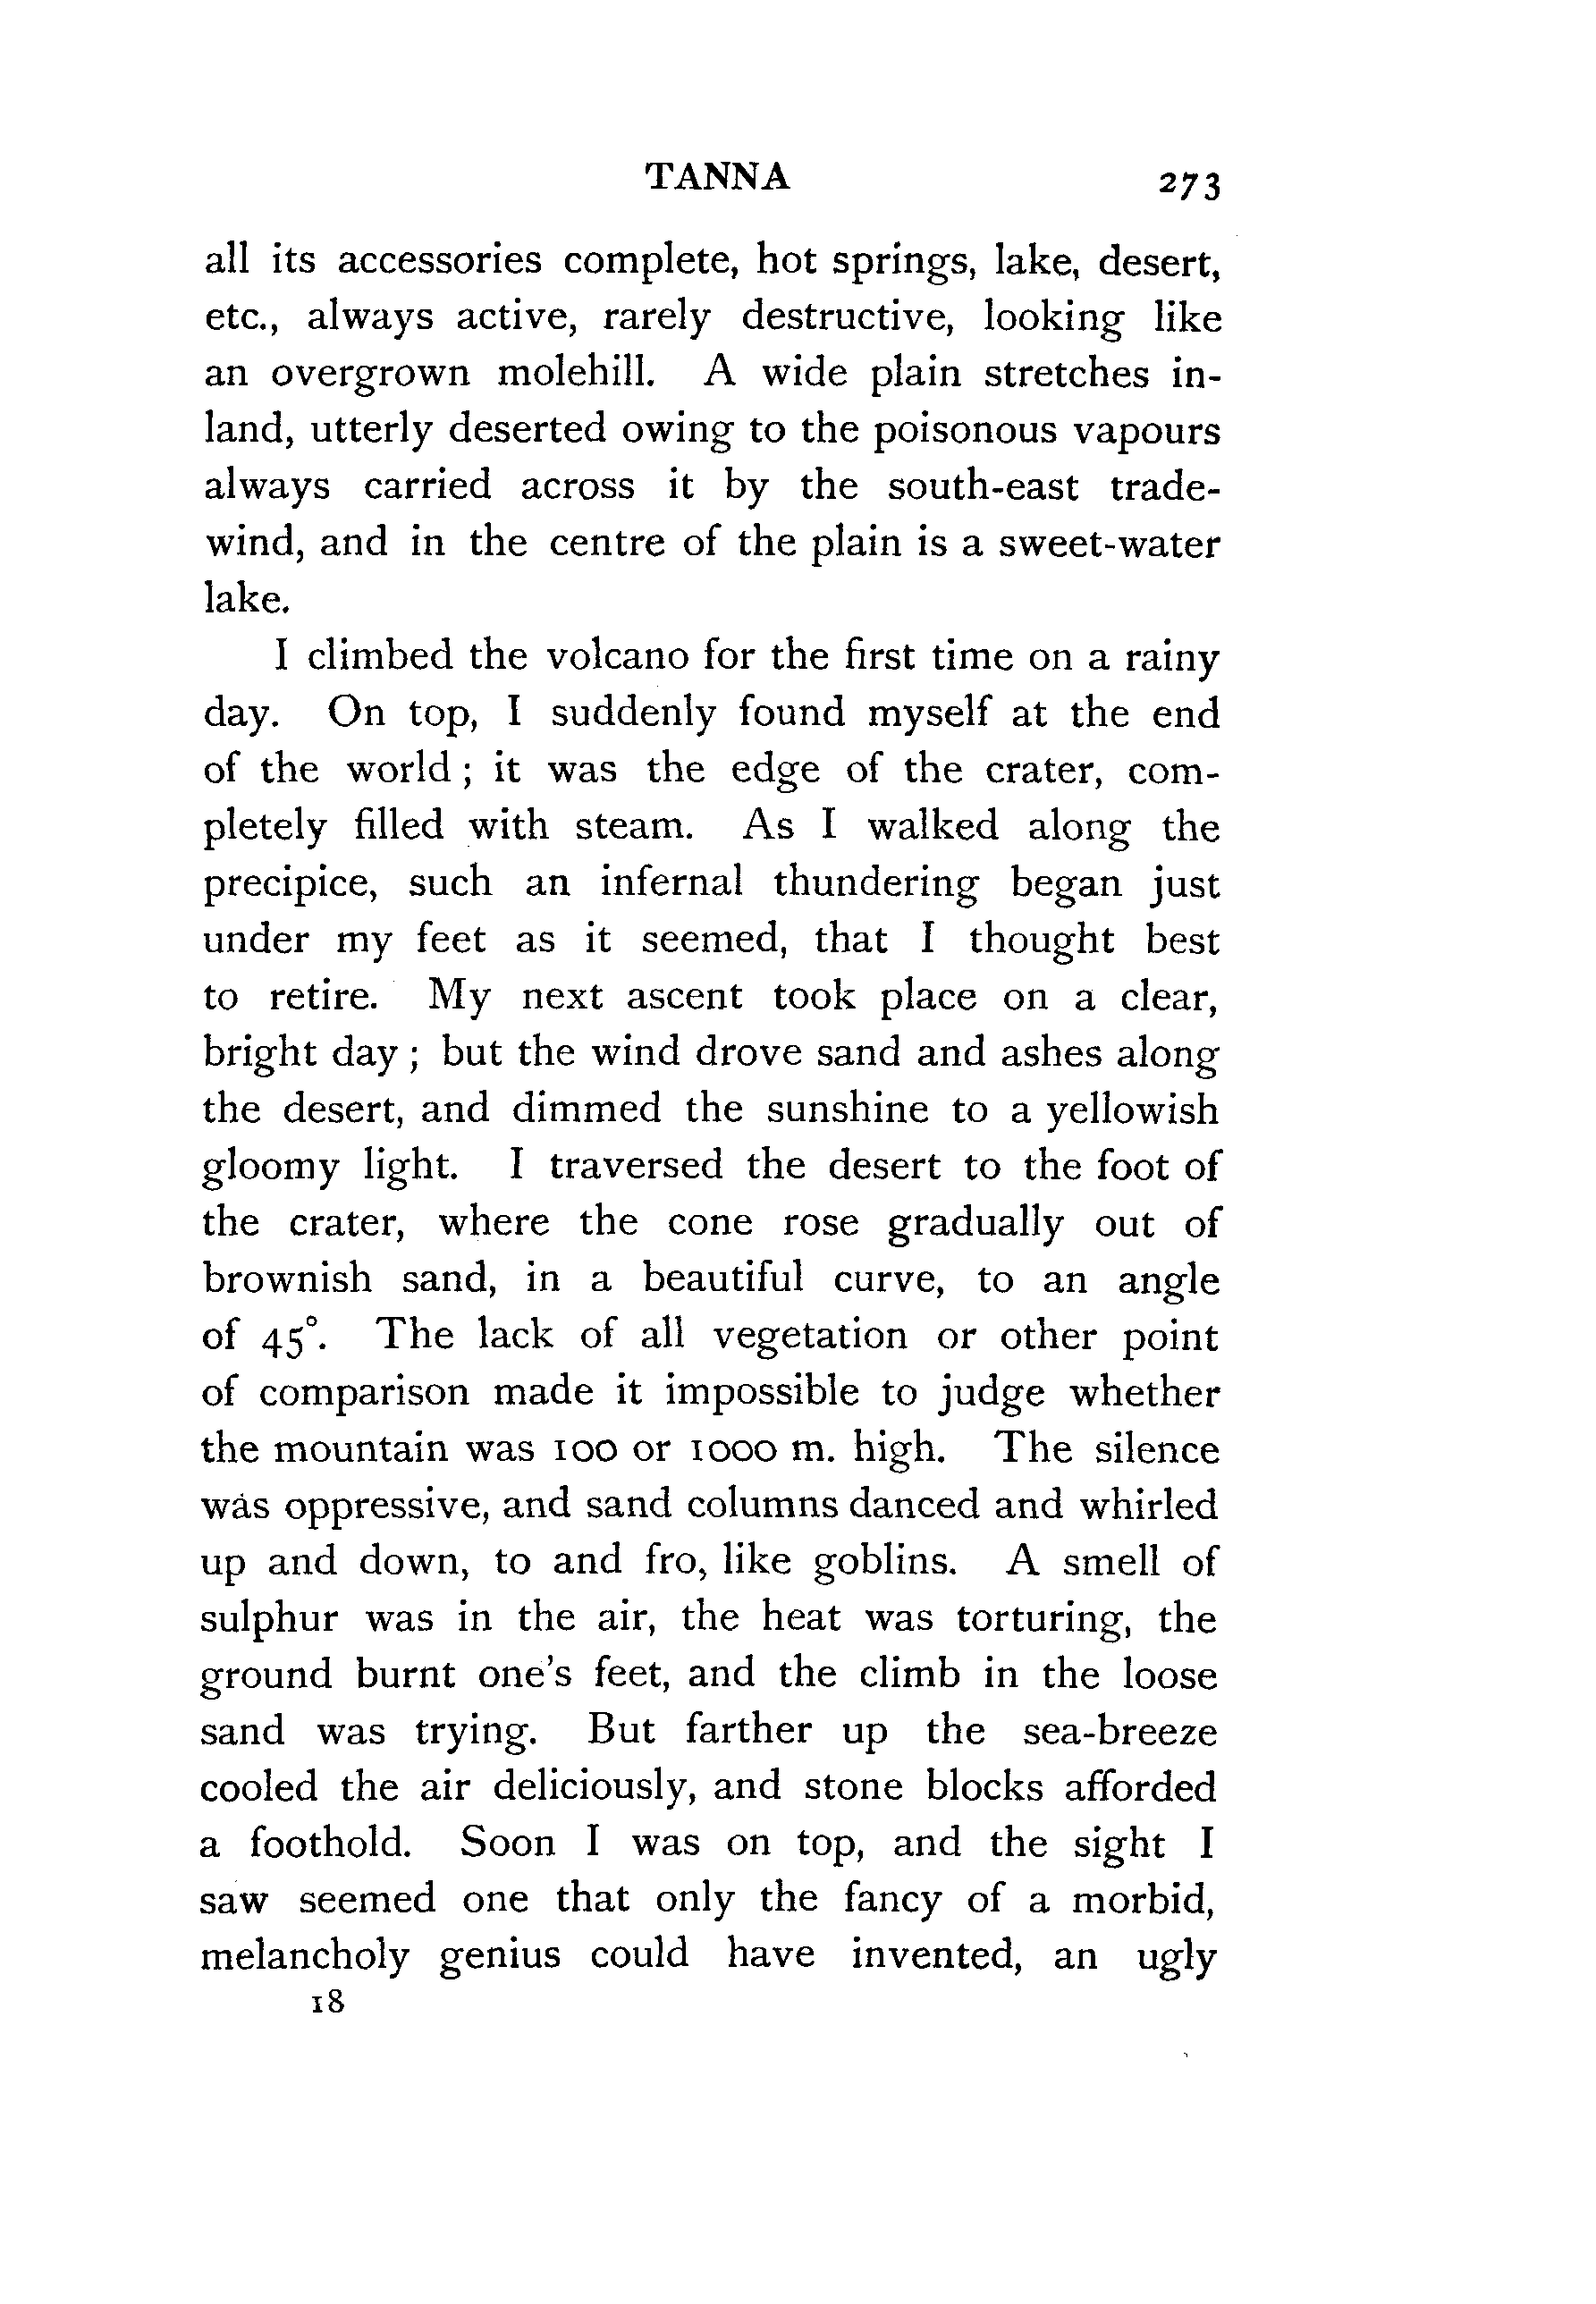 TANNA 273
all its accessories complete, hot springs, lake, desert,
etc., always active, rarely destructive, looking like
an overgrown molehill. A wide plain stretches in-
land, utterly deserted owing to the poisonous vapours
always carried across it by the south-east trade-
wind, and in the centre of the plain is a sweet-water
lake.
I climbed the volcano for the first time on a rainy
day. On top, I suddenly found myself at the end
of the world ; it was the edge of the crater, com-
pletely filled with steam. As I walked along the
precipice, such an infernal thundering began just
under my feet as it seemed, that I thought best
to retire. My next ascent took place on a clear,
bright day ; but the wind drove sand and ashes along
the desert, and dimmed the sunshine to a yellowish
gloomy light. I traversed the desert to the foot of
the crater, where the cone rose gradually out of
brownish sand, in a beautiful curve, to an angle
of 45°. The lack of all vegetation or other point
of comparison made it impossible to judge whether
the mountain was 100 or 1000 m. high. The silence
was oppressive, and sand columns danced and whirled
up and down, to and fro, like goblins. A smell of
sulphur was in the air, the heat was torturing, the
ground burnt one's feet, and the climb in the loose
sand was trying. But farther up the sea-breeze
cooled the air deliciously, and stone blocks afforded
a foothold. Soon I was on top, and the sight I
saw seemed one that only the fancy of a morbid,
melancholy genius could have invented, an ugly
18